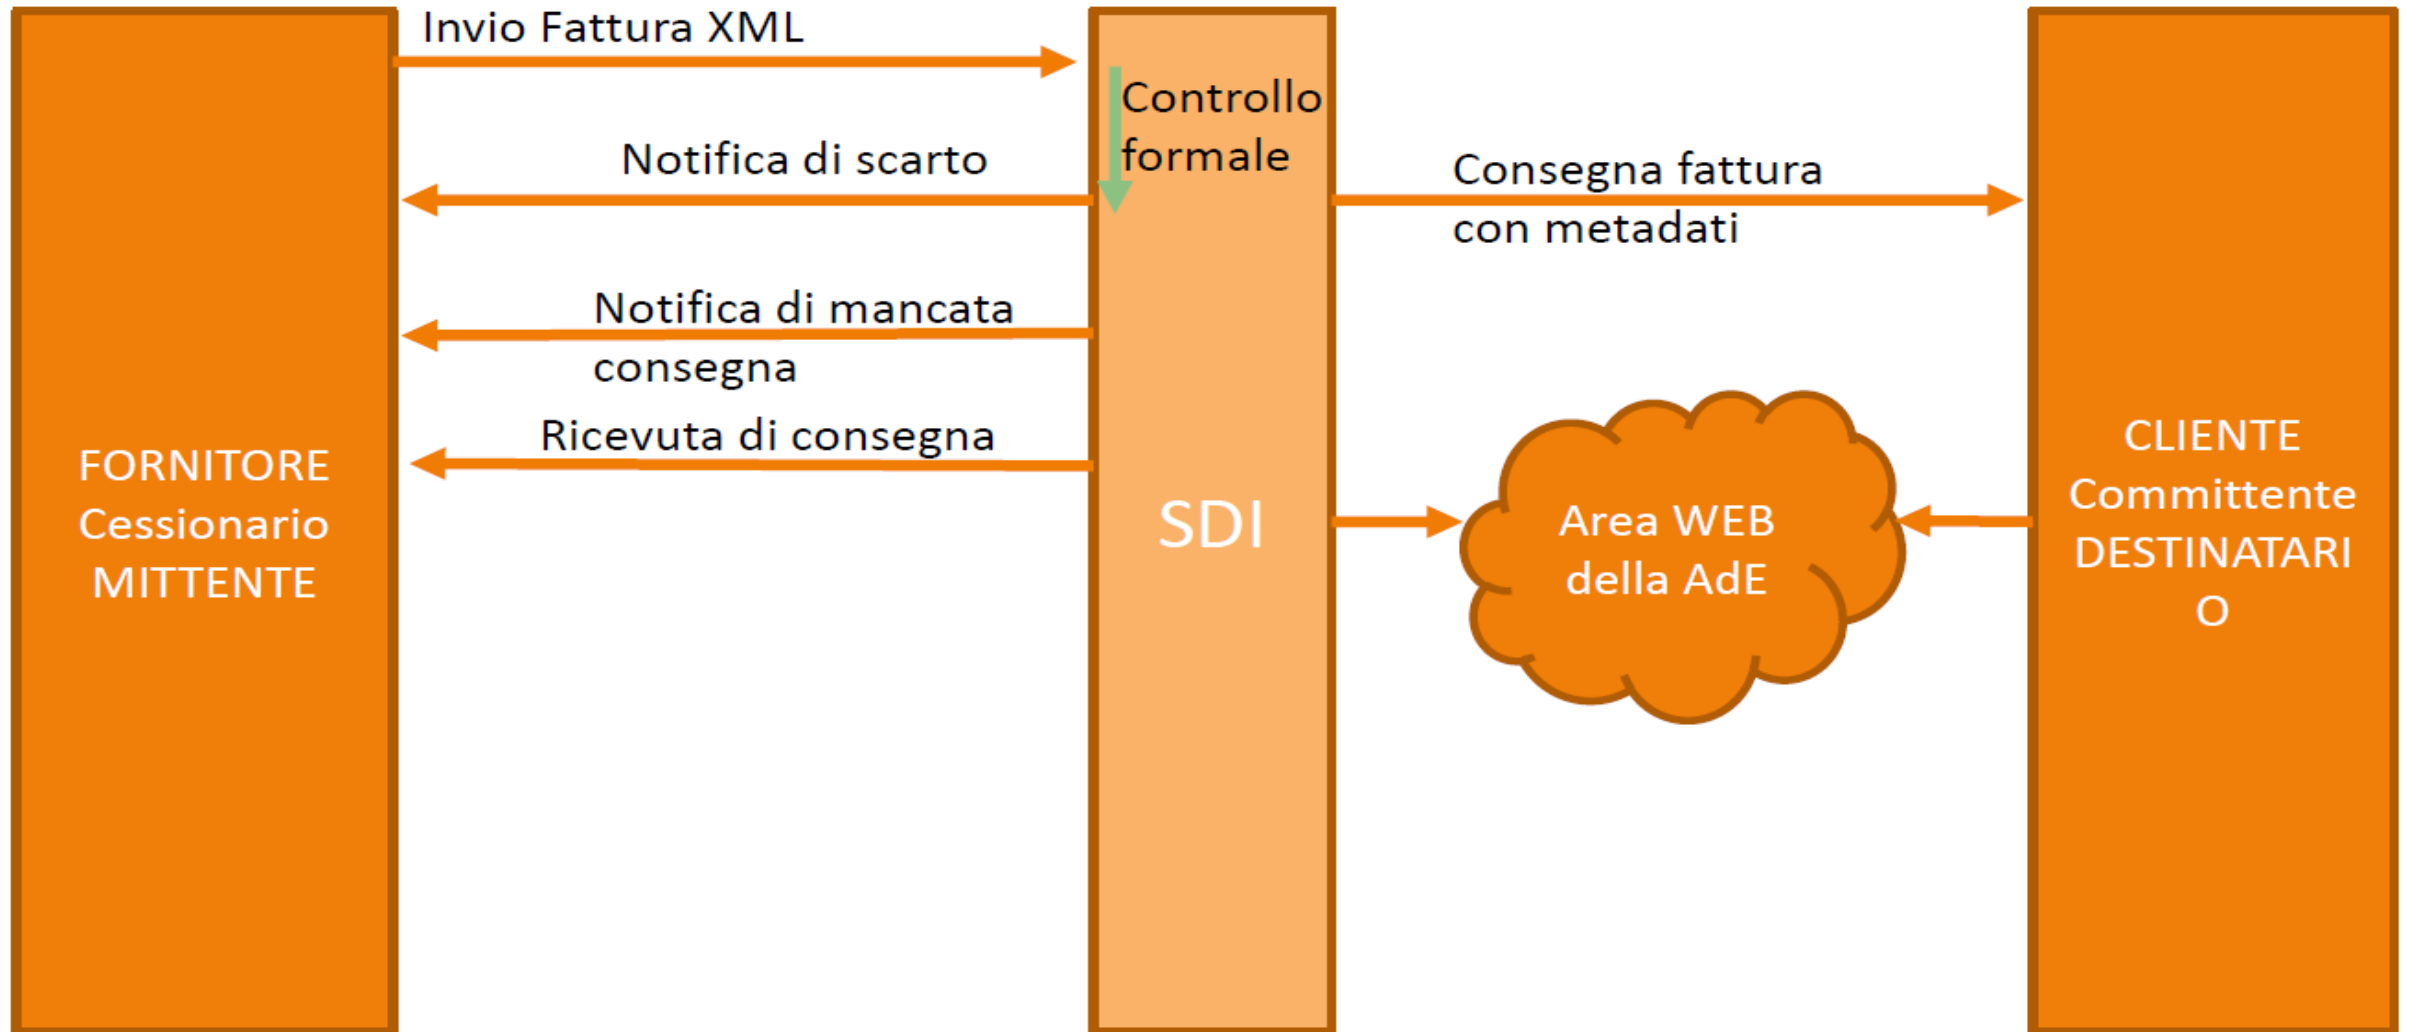 Invio Fattura XML
Controllo
formale
Notifica di scarto
Consegna fattura
con metadati
Notifica di mancata
consegna
Ricevuta di consegna
FORNITORE
Cessionario
MITTENTE
SDI
Area WEB
della AdE
CLIENTE
Committente
DESTINATARI
O